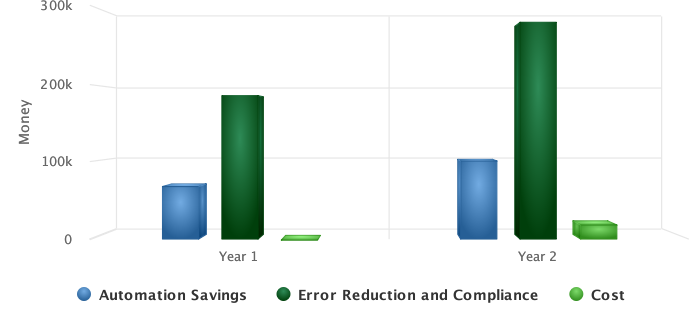 300k
200k
Money
100k
0
Year 1 Year 2
Automation Savings Error Reduction and Compliance Cost